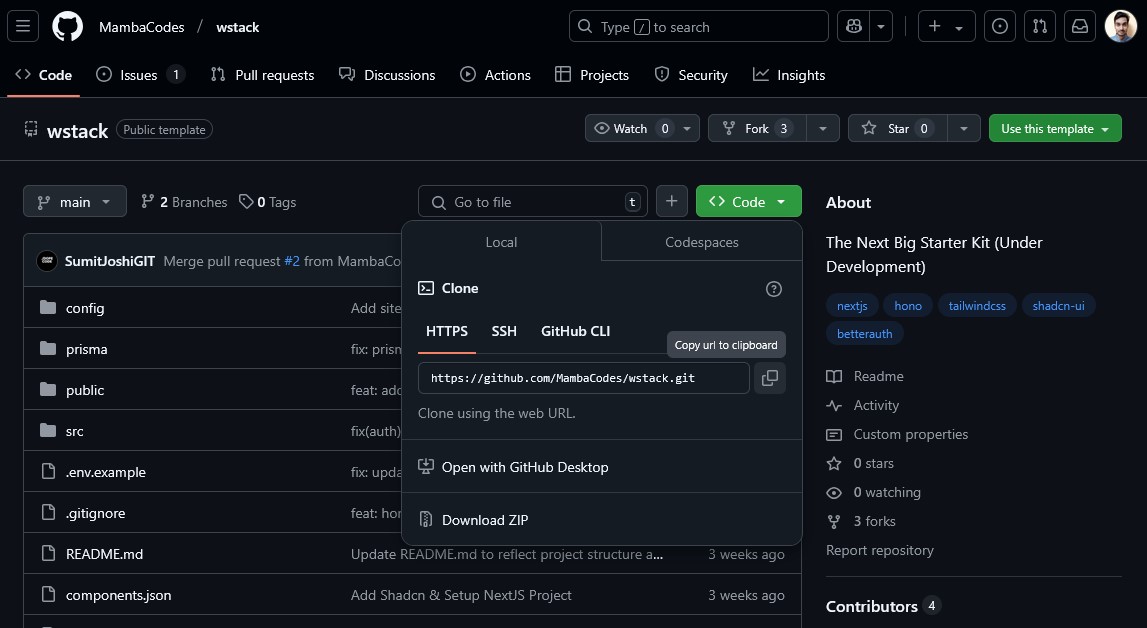 MambaCodes / wstack
Type / to search
Code
Issues 1
Pull requests
Discussions
Actions
Projects
Security
Insights
wstack Public template
Watch 0
Fork 3
Star 0
Use this template
main
2 Branches
0 Tags
Go to file t
Code
SumitJoshiGIT Merge pull request #2 from MambaCo
config Add site
prisma fix: prism
public feat: add
src fix(auth)
.env.example fix: upda
.gitignore feat: hor
README.md Update README.md to reflect project structure a... 3 weeks ago
components.json Add Shadcn & Setup NextJS Project 3 weeks ago
Local
Codespaces
Clone
HTTPS SSH GitHub CLI
Copy url to clipboard
https://github.com/MambaCodes/wstack.git
Clone using the web URL.
Open with GitHub Desktop
Download ZIP
About
The Next Big Starter Kit (Under
Development)
nextjs hono tailwindcss shadcn-ui
betterauth
Readme
Activity
Custom properties
0 stars
0 watching
3 forks
Report repository
Contributors 4